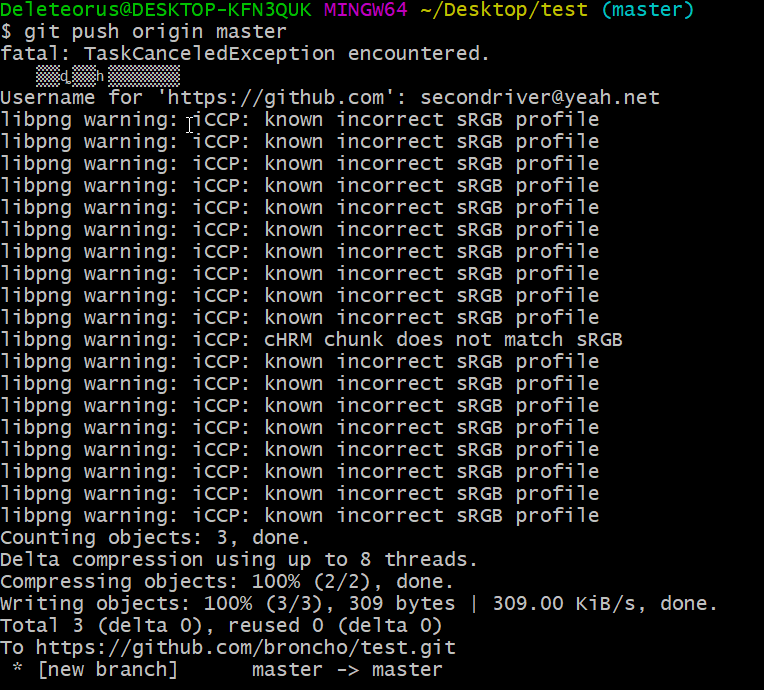 Deleteorus@DESKTOP-KFN3QUK MINGW64 ~/Desktop/test (master)
$ git push origin master
fatal: TaskCanceledException encountered.
Username for 'https://github.com': secondriver@yeah.net
libpng warning: iCCP: known incorrect sRGB profile
libpng warning: iCCP: known incorrect sRGB profile
libpng warning: iCCP: known incorrect sRGB profile
libpng warning: iCCP: known incorrect sRGB profile
libpng warning: iCCP: known incorrect sRGB profile
libpng warning: iCCP: known incorrect sRGB profile
libpng warning: iCCP: known incorrect sRGB profile
libpng warning: iCCP: known incorrect sRGB profile
libpng warning: iCCP: known incorrect sRGB profile
libpng warning: iCCP: known incorrect sRGB profile
libpng warning: iCCP: cHRM chunk does not match sRGB
libpng warning: iCCP: known incorrect sRGB profile
libpng warning: iCCP: known incorrect sRGB profile
libpng warning: iCCP: known incorrect sRGB profile
libpng warning: iCCP: known incorrect sRGB profile
libpng warning: iCCP: known incorrect sRGB profile
libpng warning: iCCP: known incorrect sRGB profile
libpng warning: iCCP: known incorrect sRGB profile
libpng warning: iCCP: known incorrect sRGB profile
Counting objects: 3, done.
Delta compression using up to 8 threads.
Compressing objects: 100% (2/2), done.
Writing objects: 100% (3/3), 309 bytes | 309.00 KiB/s, done.
Total 3 (delta 0), reused 0 (delta 0)
To https://github.com/broncho/test.git
 * [new branch]      master -> master